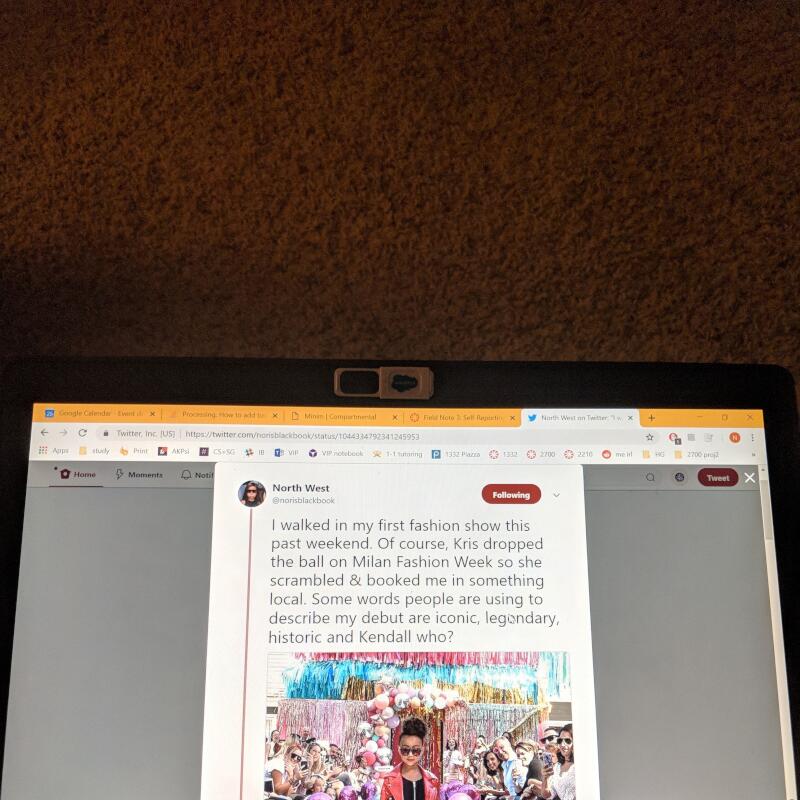 Google Calendar - Event d
Processing: How to add ba
Minim | Compartmental
Field Note 3: Self-Reporting
North West on Twitter: "I w
Twitter, Inc. [US] | https://twitter.com/norisblackbook/status/1044334792341245953
Apps study Print AKPsi CS+SG IB VIP VIP notebook 1-1 tutoring 1332 Piazza 1332 2700 2210 me irl HG 2700 proj2
Home Moments Noti Tweet
North West
@norisblackbook
Following
I walked in my first fashion show this
past weekend. Of course, Kris dropped
the ball on Milan Fashion Week so she
scrambled & booked me in something
local. Some words people are using to
describe my debut are iconic, legendary,
historic and Kendall who?